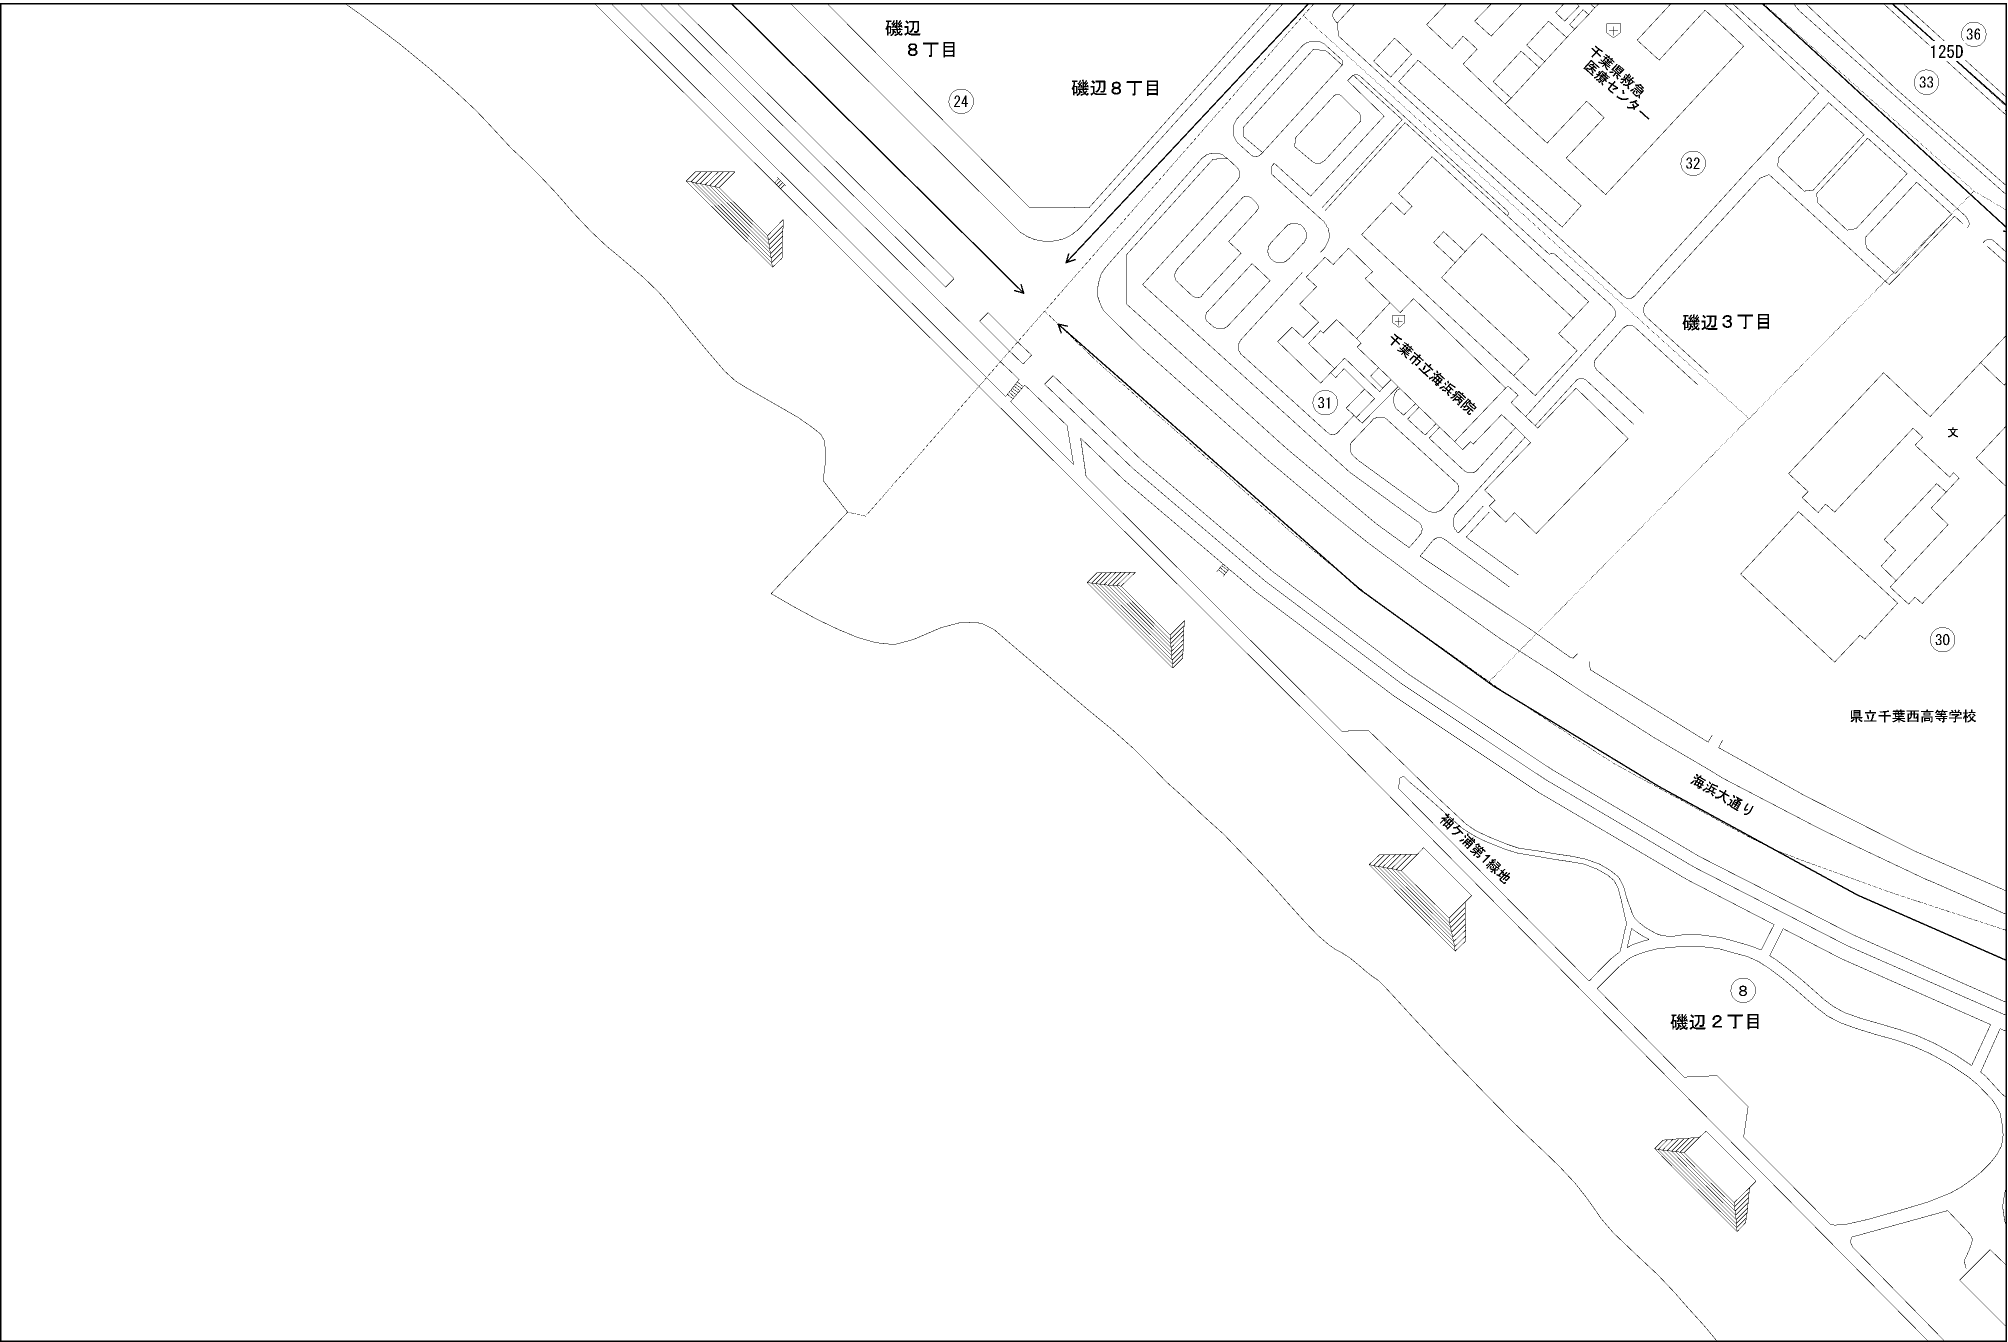 磯辺
８丁目
磯辺８丁目
24
千葉県救急
医療センター
36
125D
33
32
磯辺３丁目
千葉市立海浜病院
31
文
30
県立千葉西高等学校
海浜大通り
袖ケ浦第1緑地
8
磯辺２丁目